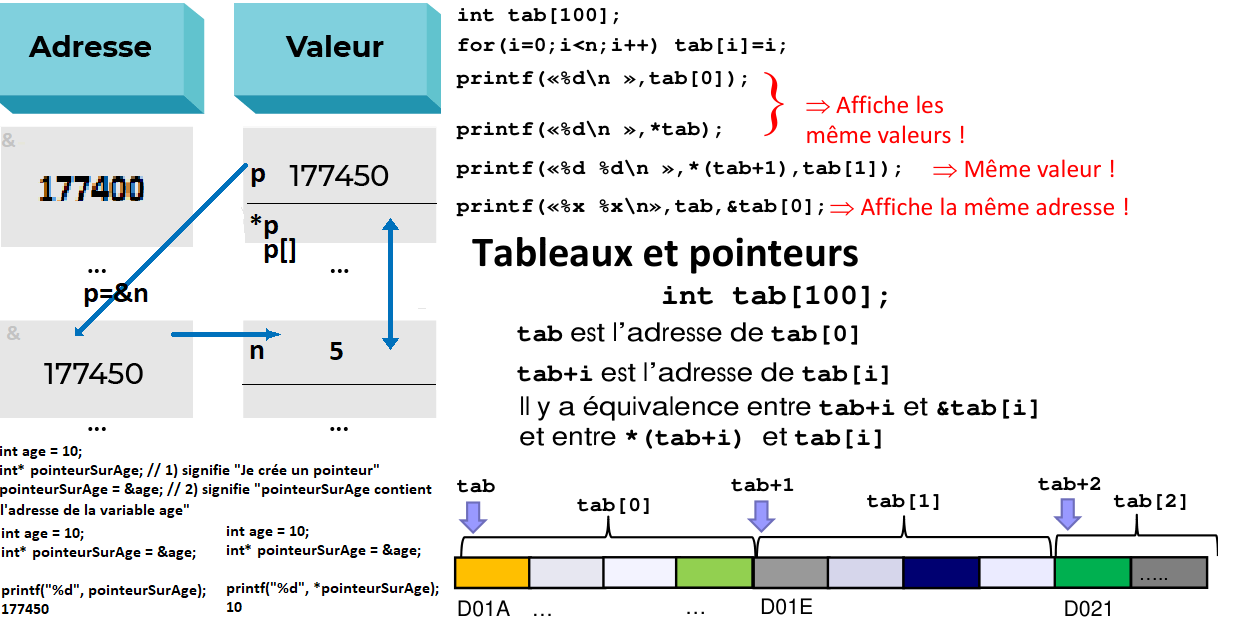 Adresse
Valeur
&
177400
p 177450
*p
p[]
...
...
p=&n
&
177450
n 5
...
...
int age = 10;
int* pointeurSurAge; // 1) signifie "Je crée un pointeur"
pointeurSurAge = &age; // 2) signifie "pointeurSurAge contient
l'adresse de la variable age"
int age = 10;
int* pointeurSurAge = &age;
printf("%d", pointeurSurAge);
177450
int age = 10;
int* pointeurSurAge = &age;
printf("%d", *pointeurSurAge);
10
int tab[100];
for(i=0;i<n;i++) tab[i]=i;
printf(«%d\n »,tab[0]);
printf(«%d\n »,*tab);
⇒ Affiche les
même valeurs !
printf(«%d %d\n »,*(tab+1),tab[1]); ⇒ Même valeur !
printf(«%x %x\n»,tab,&tab[0]; ⇒ Affiche la même adresse !
Tableaux et pointeurs
int tab[100];
tab est l'adresse de tab[0]
tab+i est l'adresse de tab[i]
Il y a équivalence entre tab+i et &tab[i]
et entre *(tab+i) et tab[i]
tab tab[0] tab+1 tab[1] tab+2 tab[2]
.....
D01A ... ... D01E D021